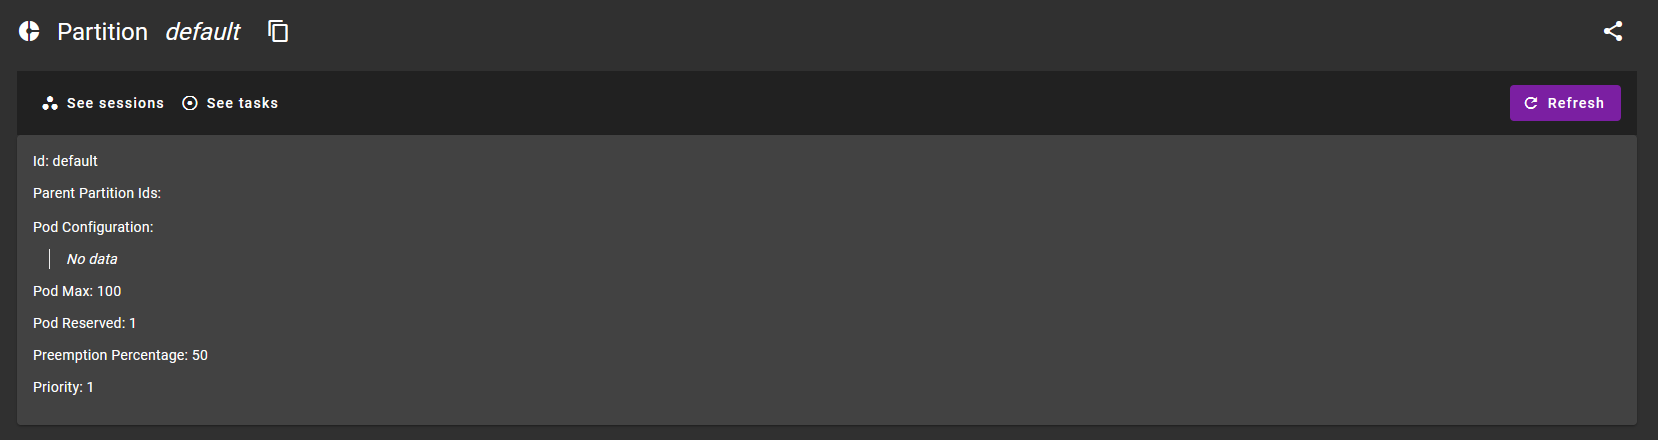 Partition default
See sessions See tasks Refresh
Id: default
Parent Partition Ids:
Pod Configuration:
No data
Pod Max: 100
Pod Reserved: 1
Preemption Percentage: 50
Priority: 1